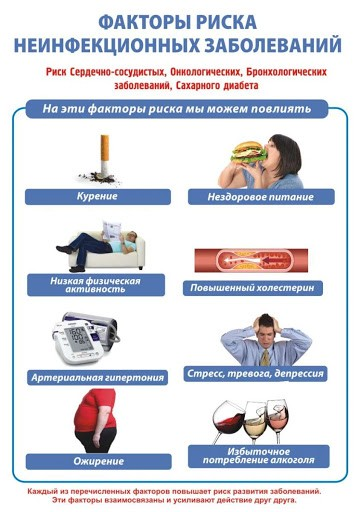 ФАКТОРЫ РИСКА
НЕИНФЕКЦИОННЫХ ЗАБОЛЕВАНИЙ
Риск Сердечно-сосудистых, Онкологических, Бронхологических
заболеваний, Сахарного диабета
На эти факторы риска мы можем повлиять
Курение
Нездоровое питание
Низкая физическая
активность
Повышенный холестерин
Артериальная гипертония
Стресс, тревога, депрессия
Ожирение
Избыточное
потребление алкоголя
Каждый из перечисленных факторов повышает риск развития заболеваний.
Эти факторы взаимосвязаны и усиливают действие друг друга.